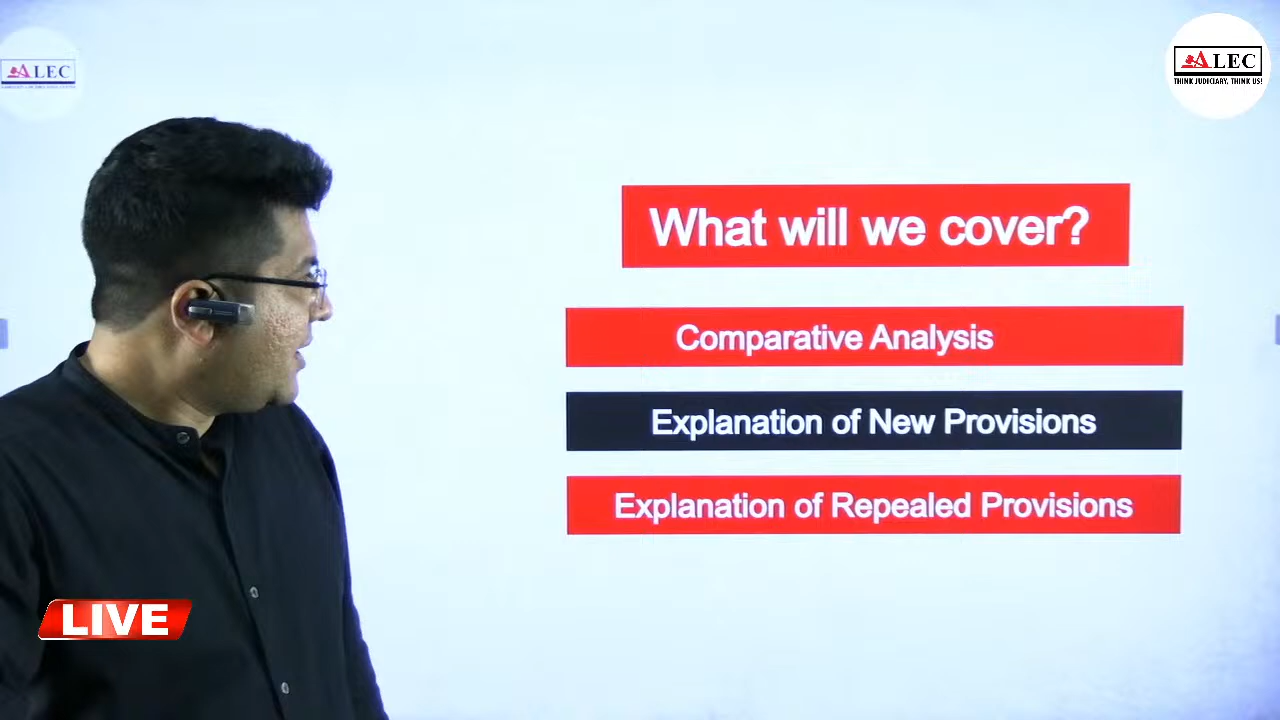 ALEC
ALEC
THINK JUDICIARY, THINK US!
What will we cover?
Comparative Analysis
Explanation of New Provisions
Explanation of Repealed Provisions
LIVE